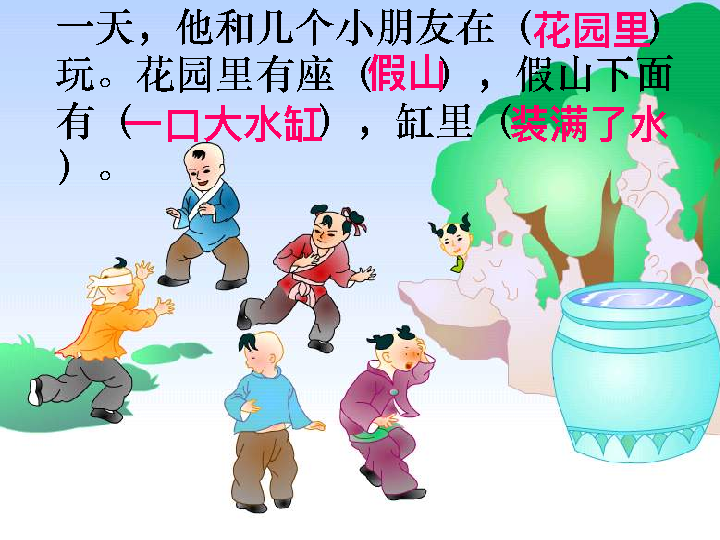 一天，他和几个小朋友在（花园里）
玩。花园里有座（假山），假山下面
有（一口大水缸），缸里（装满了水
）。